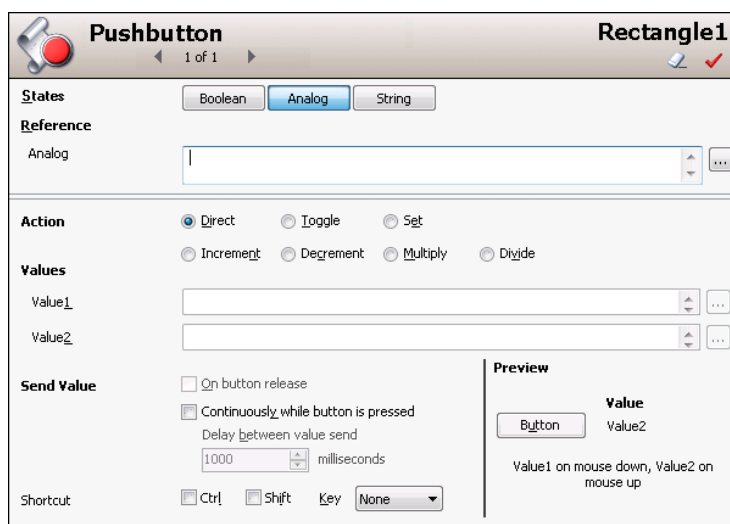 Pushbutton
Rectangle1
1 of 1
States
Boolean
Analog
String
Reference
Analog
...
Action
Direct
Toggle
Set
Increment
Decrement
Multiply
Divide
Values
Value1
...
Value2
...
Send Value
On button release
Continuously while button is pressed
Delay between value send
1000
milliseconds
Shortcut
Ctrl
Shift
Key
None
Preview
Value
Button
Value2
Value1 on mouse down, Value2 on
mouse up